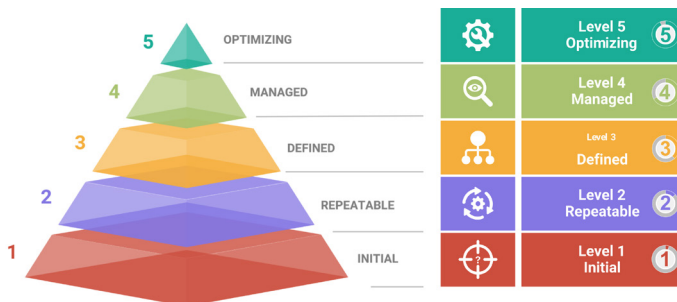 5
OPTIMIZING
4
MANAGED
3
DEFINED
2
REPEATABLE
1
INITIAL
Level 5
Optimizing
5
Level 4
Managed
4
Level 3
Defined
3
Level 2
Repeatable
2
?
Level 1
Initial
1